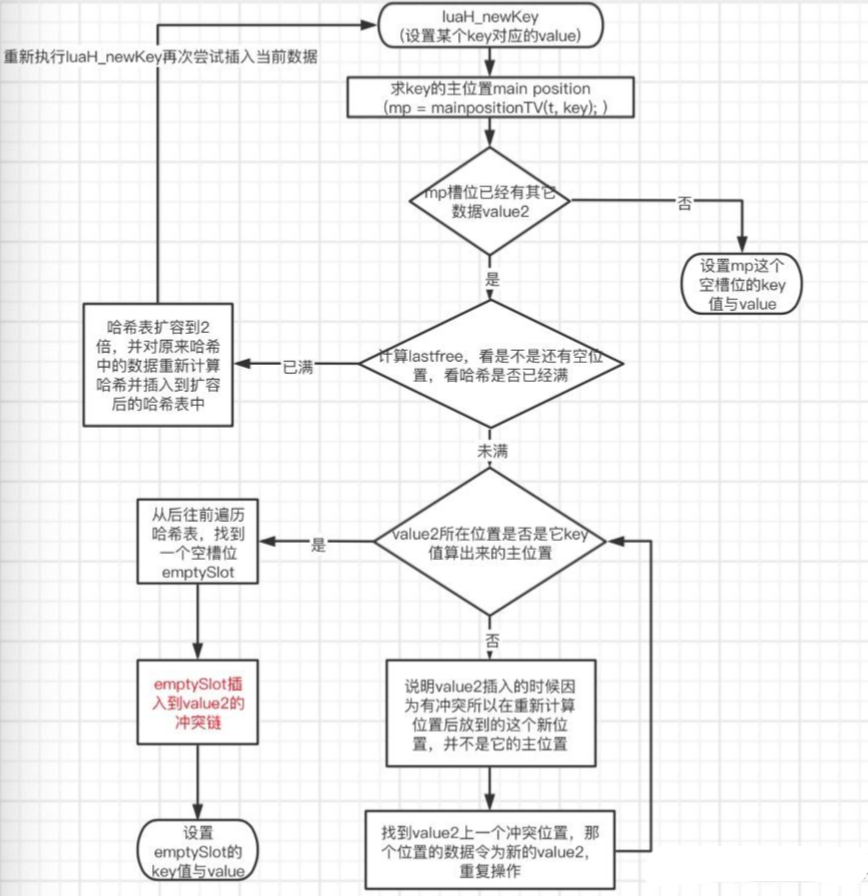 luaH_newKey
（设置某个key对应的value）
重新执行luaH_newKey再次尝试插入当前数据
求key的主位置main position
（mp = mainpositionTV(t, key); ）
mp槽位已经有其它
数据value2
否
设置mp这个
空槽位的key
值与value
是
计算lastfree，看是不是还有空位
置，看哈希是否已经满
已满
哈希表扩容到2
倍，并对原来哈希
中的数据重新计算
哈希并插入到扩容
后的哈希表中
未满
value2所在位置是否是它key
值算出来的主位置
是
从后往前遍历
哈希表，找到
一个空槽位
emptySlot
emptySlot插
入到value2的
冲突链
设置
emptySlot的
key值与value
否
说明value2插入的时候因
为有冲突所以在重新计算
位置后放到的这个新位
置，并不是它的主位置
找到value2上一个冲突位置，那
个位置的数据令为新的value2，
重复操作